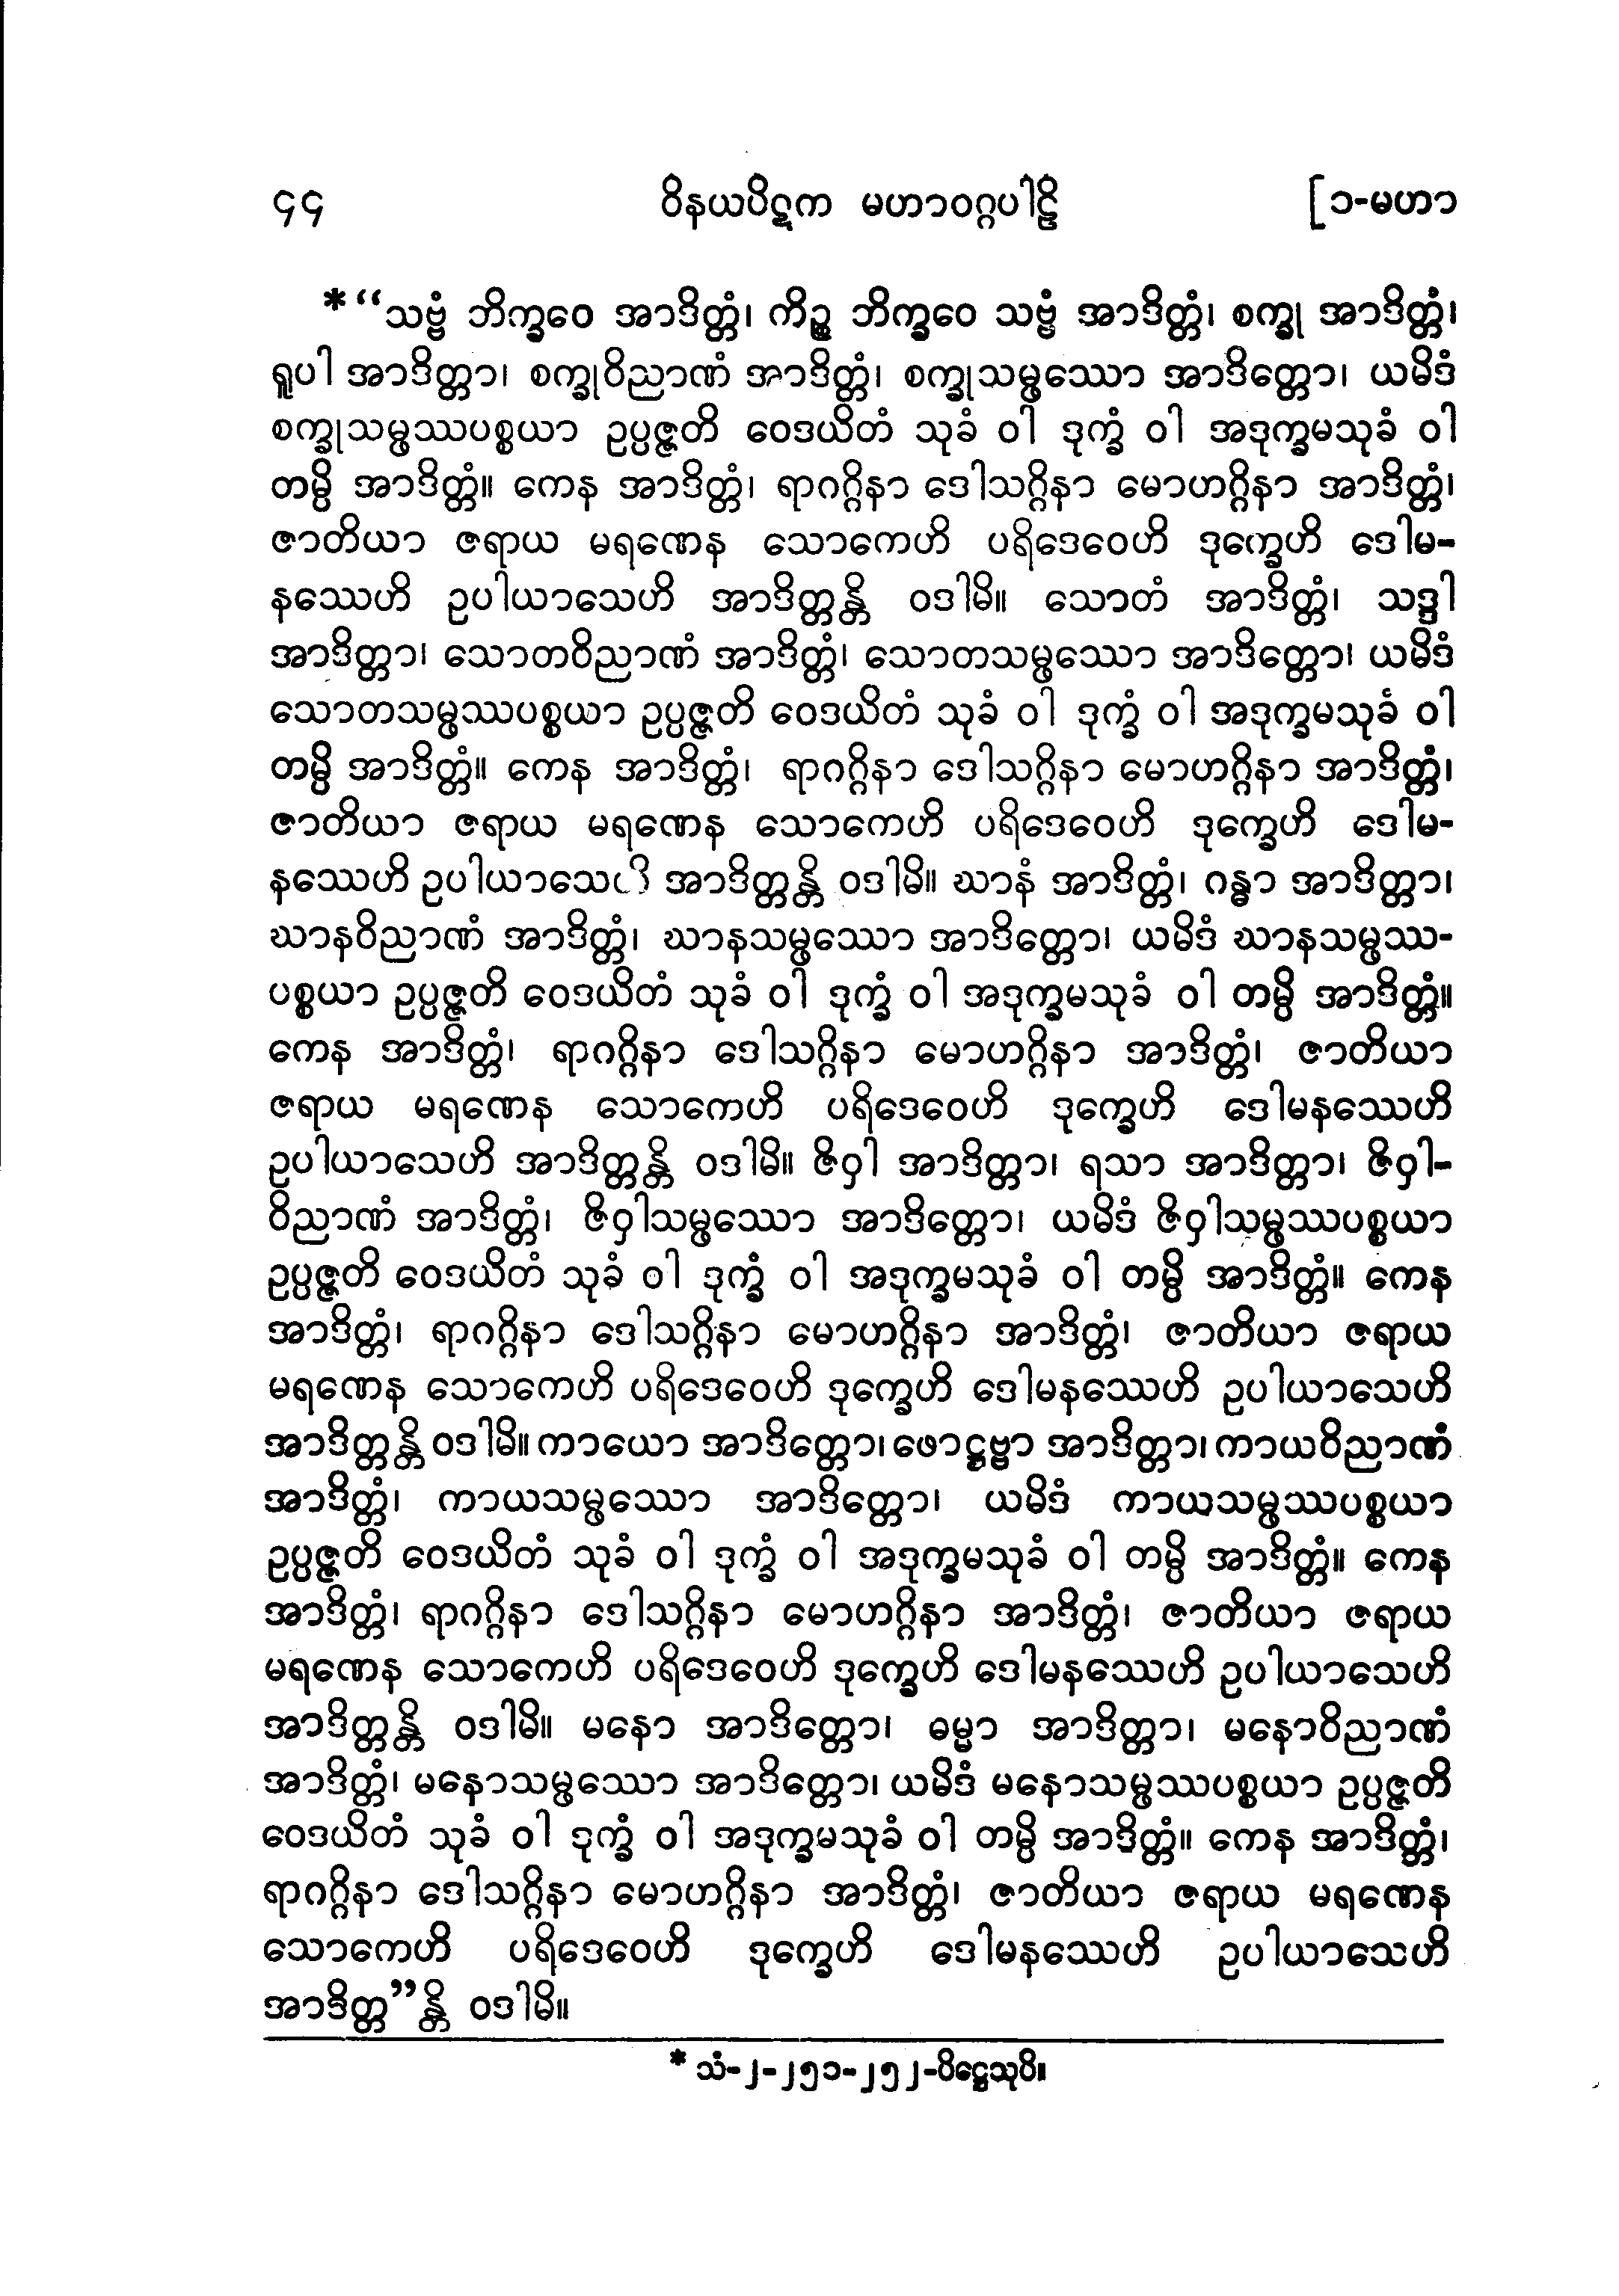 ၄၄ ဝိနယပိဋက မဟာဝဂ္ဂပါဠိ [၁-မဟာ
*“သဗ္ဗံ ဘိက္ခဝေ အာဒိတ္တံ၊ ကိဉ္စ ဘိက္ခဝေ သဗ္ဗံ အာဒိတ္တံ၊ စက္ခု အာဒိတ္တံ၊
ရူပါ အာဒိတ္တာ၊ စက္ခုဝိညာဏံ အာဒိတ္တံ၊ စက္ခုသမ္ဖဿော အာဒိတ္တော၊ ယမိဒံ
စက္ခုသမ္ဖဿပစ္စယာ ဥပ္ပဇ္ဇတိ ဝေဒယိတံ သုခံ ဝါ ဒုက္ခံ ဝါ အဒုက္ခမသုခံ ဝါ
တမ္ပိ အာဒိတ္တံ။ ကေန အာဒိတ္တံ၊ ရာဂဂ္ဂိနာ ဒေါသဂ္ဂိနာ မောဟဂ္ဂိနာ အာဒိတ္တံ၊
ဇာတိယာ ဇရာယ မရဏေန သောကေဟိ ပရိဒေဝေဟိ ဒုက္ခေဟိ ဒေါမ-
နဿေဟိ ဥပါယာသေဟိ အာဒိတ္တန္တိ ဝဒါမိ။ သောတံ အာဒိတ္တံ၊ သဒ္ဒါ
အာဒိတ္တာ၊ သောတဝိညာဏံ အာဒိတ္တံ၊ သောတသမ္ဖဿော အာဒိတ္တော၊ ယမိဒံ
သောတသမ္ဖဿပစ္စယာ ဥပ္ပဇ္ဇတိ ဝေဒယိတံ သုခံ ဝါ ဒုက္ခံ ဝါ အဒုက္ခမသုခံ ဝါ
တမ္ပိ အာဒိတ္တံ။ ကေန အာဒိတ္တံ၊ ရာဂဂ္ဂိနာ ဒေါသဂ္ဂိနာ မောဟဂ္ဂိနာ အာဒိတ္တံ၊
ဇာတိယာ ဇရာယ မရဏေန သောကေဟိ ပရိဒေဝေဟိ ဒုက္ခေဟိ ဒေါမ-
နဿေဟိ ဥပါယာသေဟိ အာဒိတ္တန္တိ ဝဒါမိ။ ဃာနံ အာဒိတ္တံ၊ ဂန္ဓာ အာဒိတ္တာ၊
ဃာနဝိညာဏံ အာဒိတ္တံ၊ ဃာနသမ္ဖဿော အာဒိတ္တော၊ ယမိဒံ ဃာနသမ္ဖဿ-
ပစ္စယာ ဥပ္ပဇ္ဇတိ ဝေဒယိတံ သုခံ ဝါ ဒုက္ခံ ဝါ အဒုက္ခမသုခံ ဝါ တမ္ပိ အာဒိတ္တံ။
ကေန အာဒိတ္တံ၊ ရာဂဂ္ဂိနာ ဒေါသဂ္ဂိနာ မောဟဂ္ဂိနာ အာဒိတ္တံ၊ ဇာတိယာ
ဇရာယ မရဏေန သောကေဟိ ပရိဒေဝေဟိ ဒုက္ခေဟိ ဒေါမနဿေဟိ
ဥပါယာသေဟိ အာဒိတ္တန္တိ ဝဒါမိ။ ဇိဝှါ အာဒိတ္တာ၊ ရသာ အာဒိတ္တာ၊ ဇိဝှါ-
ဝိညာဏံ အာဒိတ္တံ၊ ဇိဝှါသမ္ဖဿော အာဒိတ္တော၊ ယမိဒံ ဇိဝှါသမ္ဖဿပစ္စယာ
ဥပ္ပဇ္ဇတိ ဝေဒယိတံ သုခံ ဝါ ဒုက္ခံ ဝါ အဒုက္ခမသုခံ ဝါ တမ္ပိ အာဒိတ္တံ။ ကေန
အာဒိတ္တံ၊ ရာဂဂ္ဂိနာ ဒေါသဂ္ဂိနာ မောဟဂ္ဂိနာ အာဒိတ္တံ၊ ဇာတိယာ ဇရာယ
မရဏေန သောကေဟိ ပရိဒေဝေဟိ ဒုက္ခေဟိ ဒေါမနဿေဟိ ဥပါယာသေဟိ
အာဒိတ္တန္တိ ဝဒါမိ။ ကာယော အာဒိတ္တော၊ ဖောဋ္ဌဗ္ဗာ အာဒိတ္တာ၊ ကာယဝိညာဏံ
အာဒိတ္တံ၊ ကာယသမ္ဖဿော အာဒိတ္တော၊ ယမိဒံ ကာယသမ္ဖဿပစ္စယာ
ဥပ္ပဇ္ဇတိ ဝေဒယိတံ သုခံ ဝါ ဒုက္ခံ ဝါ အဒုက္ခမသုခံ ဝါ တမ္ပိ အာဒိတ္တံ။ ကေန
အာဒိတ္တံ၊ ရာဂဂ္ဂိနာ ဒေါသဂ္ဂိနာ မောဟဂ္ဂိနာ အာဒိတ္တံ၊ ဇာတိယာ ဇရာယ
မရဏေန သောကေဟိ ပရိဒေဝေဟိ ဒုက္ခေဟိ ဒေါမနဿေဟိ ဥပါယာသေဟိ
အာဒိတ္တန္တိ ဝဒါမိ။ မနော အာဒိတ္တော၊ ဓမ္မာ အာဒိတ္တာ၊ မနောဝိညာဏံ
အာဒိတ္တံ၊ မနောသမ္ဖဿော အာဒိတ္တော၊ ယမိဒံ မနောသမ္ဖဿပစ္စယာ ဥပ္ပဇ္ဇတိ
ဝေဒယိတံ သုခံ ဝါ ဒုက္ခံ ဝါ အဒုက္ခမသုခံ ဝါ တမ္ပိ အာဒိတ္တံ။ ကေန အာဒိတ္တံ၊
ရာဂဂ္ဂိနာ ဒေါသဂ္ဂိနာ မောဟဂ္ဂိနာ အာဒိတ္တံ၊ ဇာတိယာ ဇရာယ မရဏေန
သောကေဟိ ပရိဒေဝေဟိ ဒုက္ခေဟိ ဒေါမနဿေဟိ ဥပါယာသေဟိ
အာဒိတ္တ”န္တိ ဝဒါမိ။
* သံ-၂-၂၅၁-၂၅၂-ပိဋ္ဌေသုပိ။